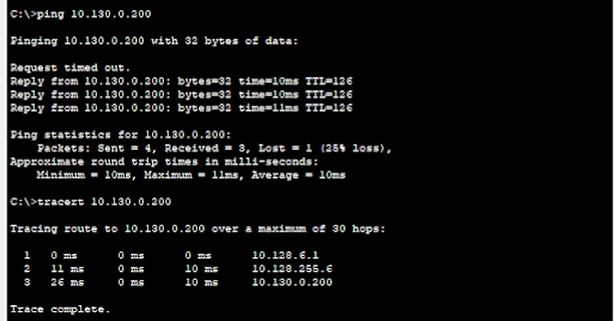 C:\>ping 10.130.0.200
Pinging 10.130.0.200 with 32 bytes of data:
Request timed out.
Reply from 10.130.0.200: bytes=32 time=10ms TTL=126
Reply from 10.130.0.200: bytes=32 time=10ms TTL=126
Reply from 10.130.0.200: bytes=32 time=11ms TTL=126
Ping statistics for 10.130.0.200:
Packets: Sent = 4, Received = 3, Lost = 1 (25% loss),
Approximate round trip times in milli-seconds:
Minimum = 10ms, Maximum = 11ms, Average = 10ms
C:\>tracert 10.130.0.200
Tracing route to 10.130.0.200 over a maximum of 30 hops:
1 0 ms 0 ms 0 ms 10.128.6.1
2 11 ms 0 ms 10 ms 10.128.255.6
3 26 ms 0 ms 10 ms 10.130.0.200
Trace complete.